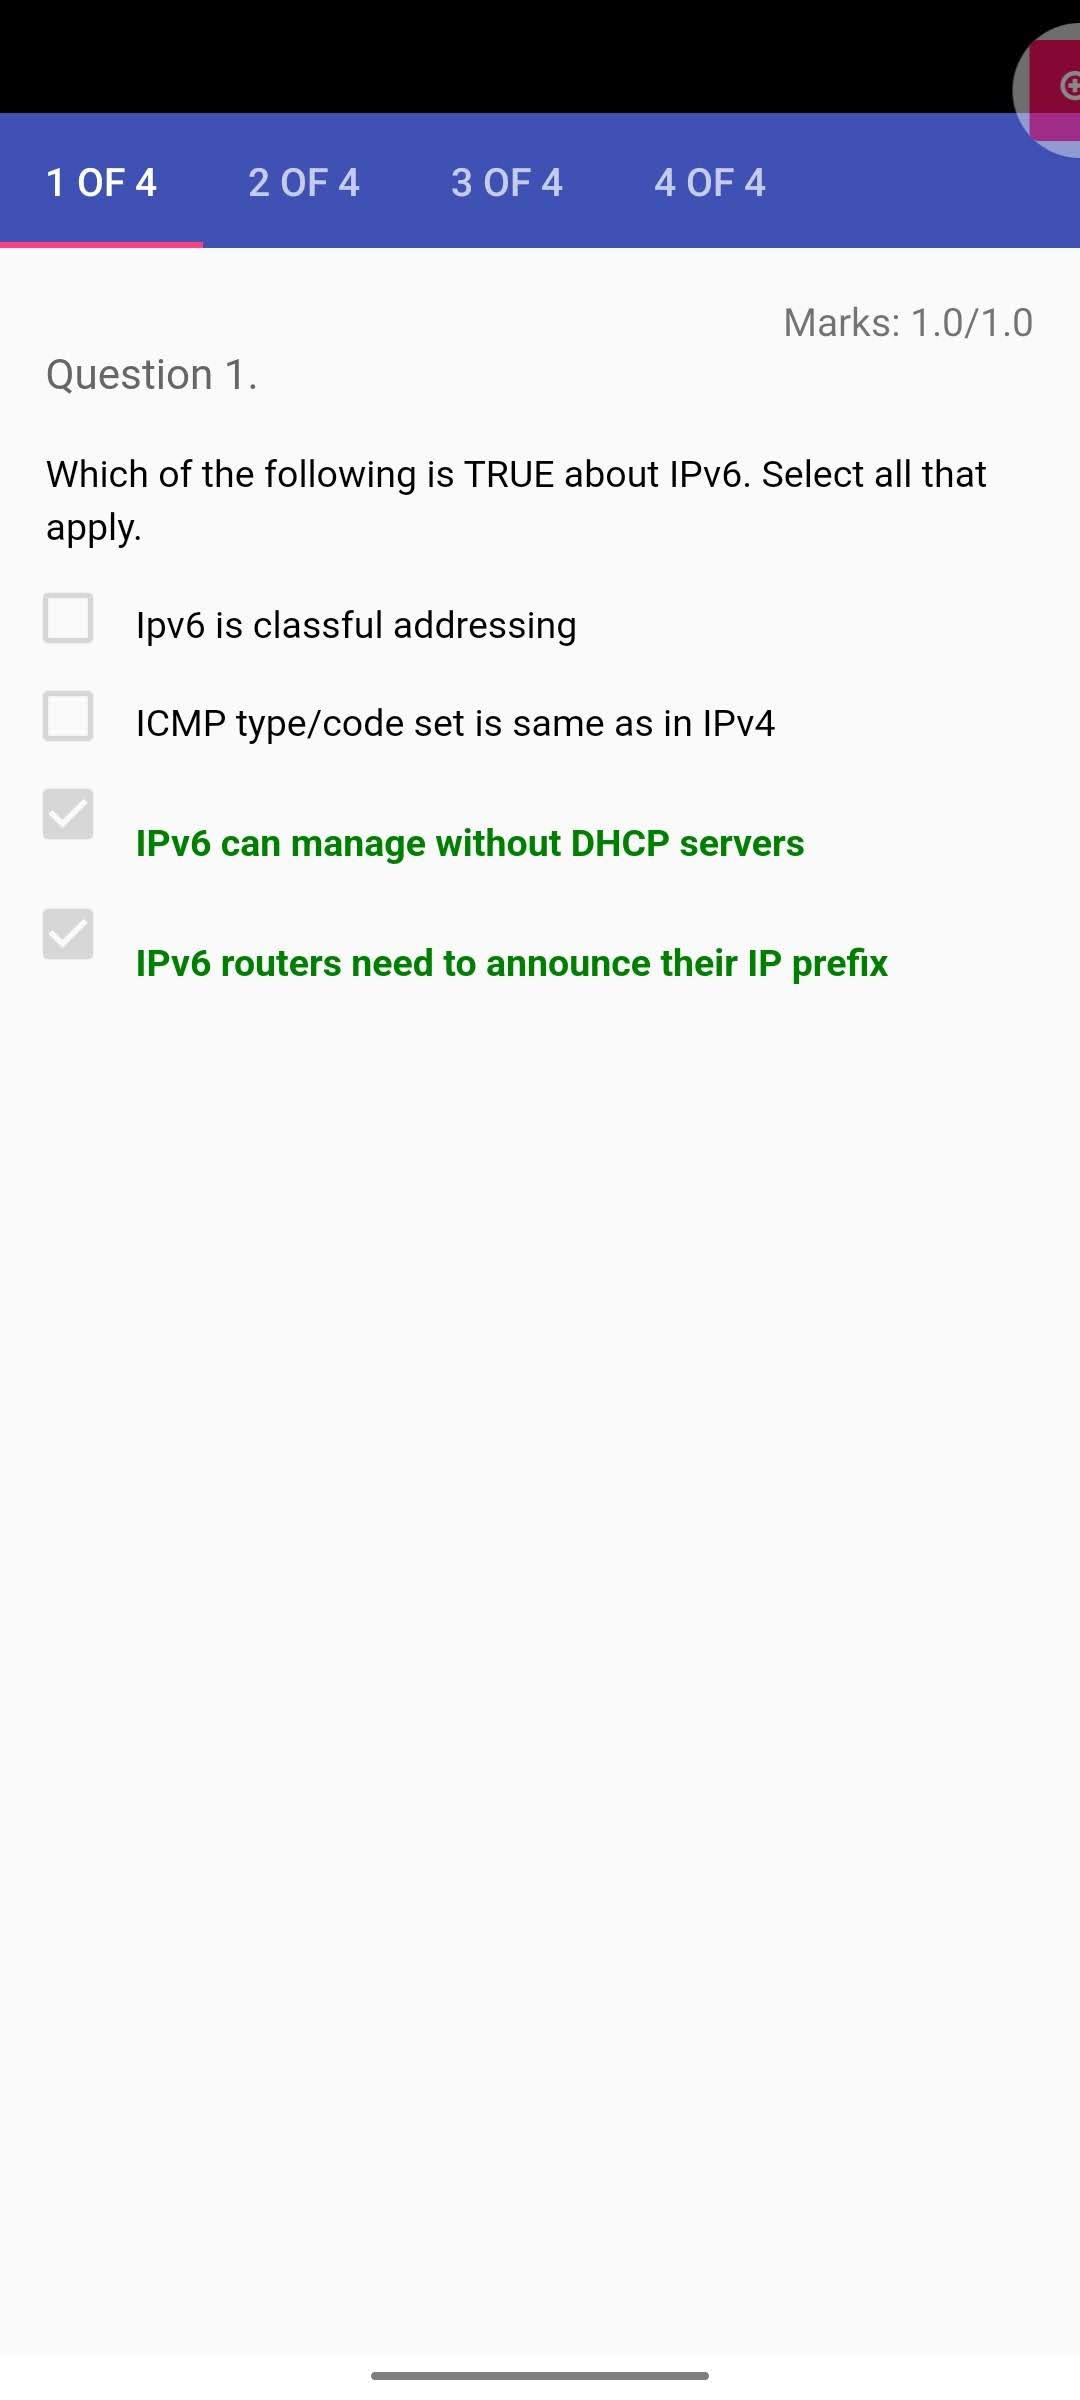 1 OF 4 2 OF 4 3 OF 4 4 OF 4
Marks: 1.0/1.0
Question 1.
Which of the following is TRUE about IPv6. Select all that
apply.
Ipv6 is classful addressing
ICMP type/code set is same as in IPv4
IPv6 can manage without DHCP servers
IPv6 routers need to announce their IP prefix